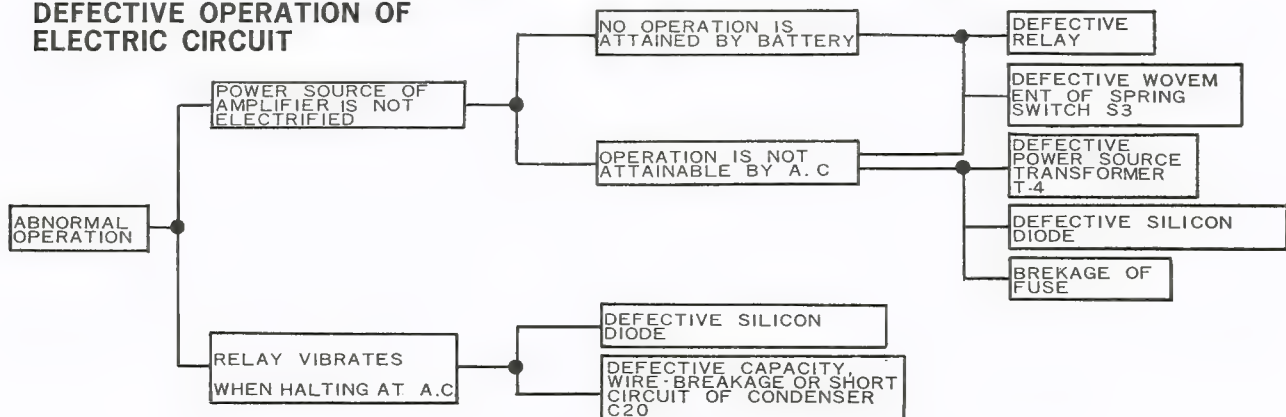 DEFECTIVE OPERATION OF
ELECTRIC CIRCUIT
ABNORMAL
OPERATION
POWER SOURCE OF
AMPLIFIER IS NOT
ELECTRIFIED
NO OPERATION IS
ATTAINED BY BATTERY
OPERATION IS NOT
ATTAINABLE BY A.C
DEFECTIVE
RELAY
DEFECTIVE WOVEM
ENT OF SPRING
SWITCH S3
DEFECTIVE
POWER SOURCE
TRANSFORMER
T-4
DEFECTIVE SILICON
DIODE
BREKAGE OF
FUSE
RELAY VIBRATES
WHEN HALTING AT A.C
DEFECTIVE SILICON
DIODE
DEFECTIVE CAPACITY,
WIRE-BREAKAGE OR SHORT
CIRCUIT OF CONDENSER
C20